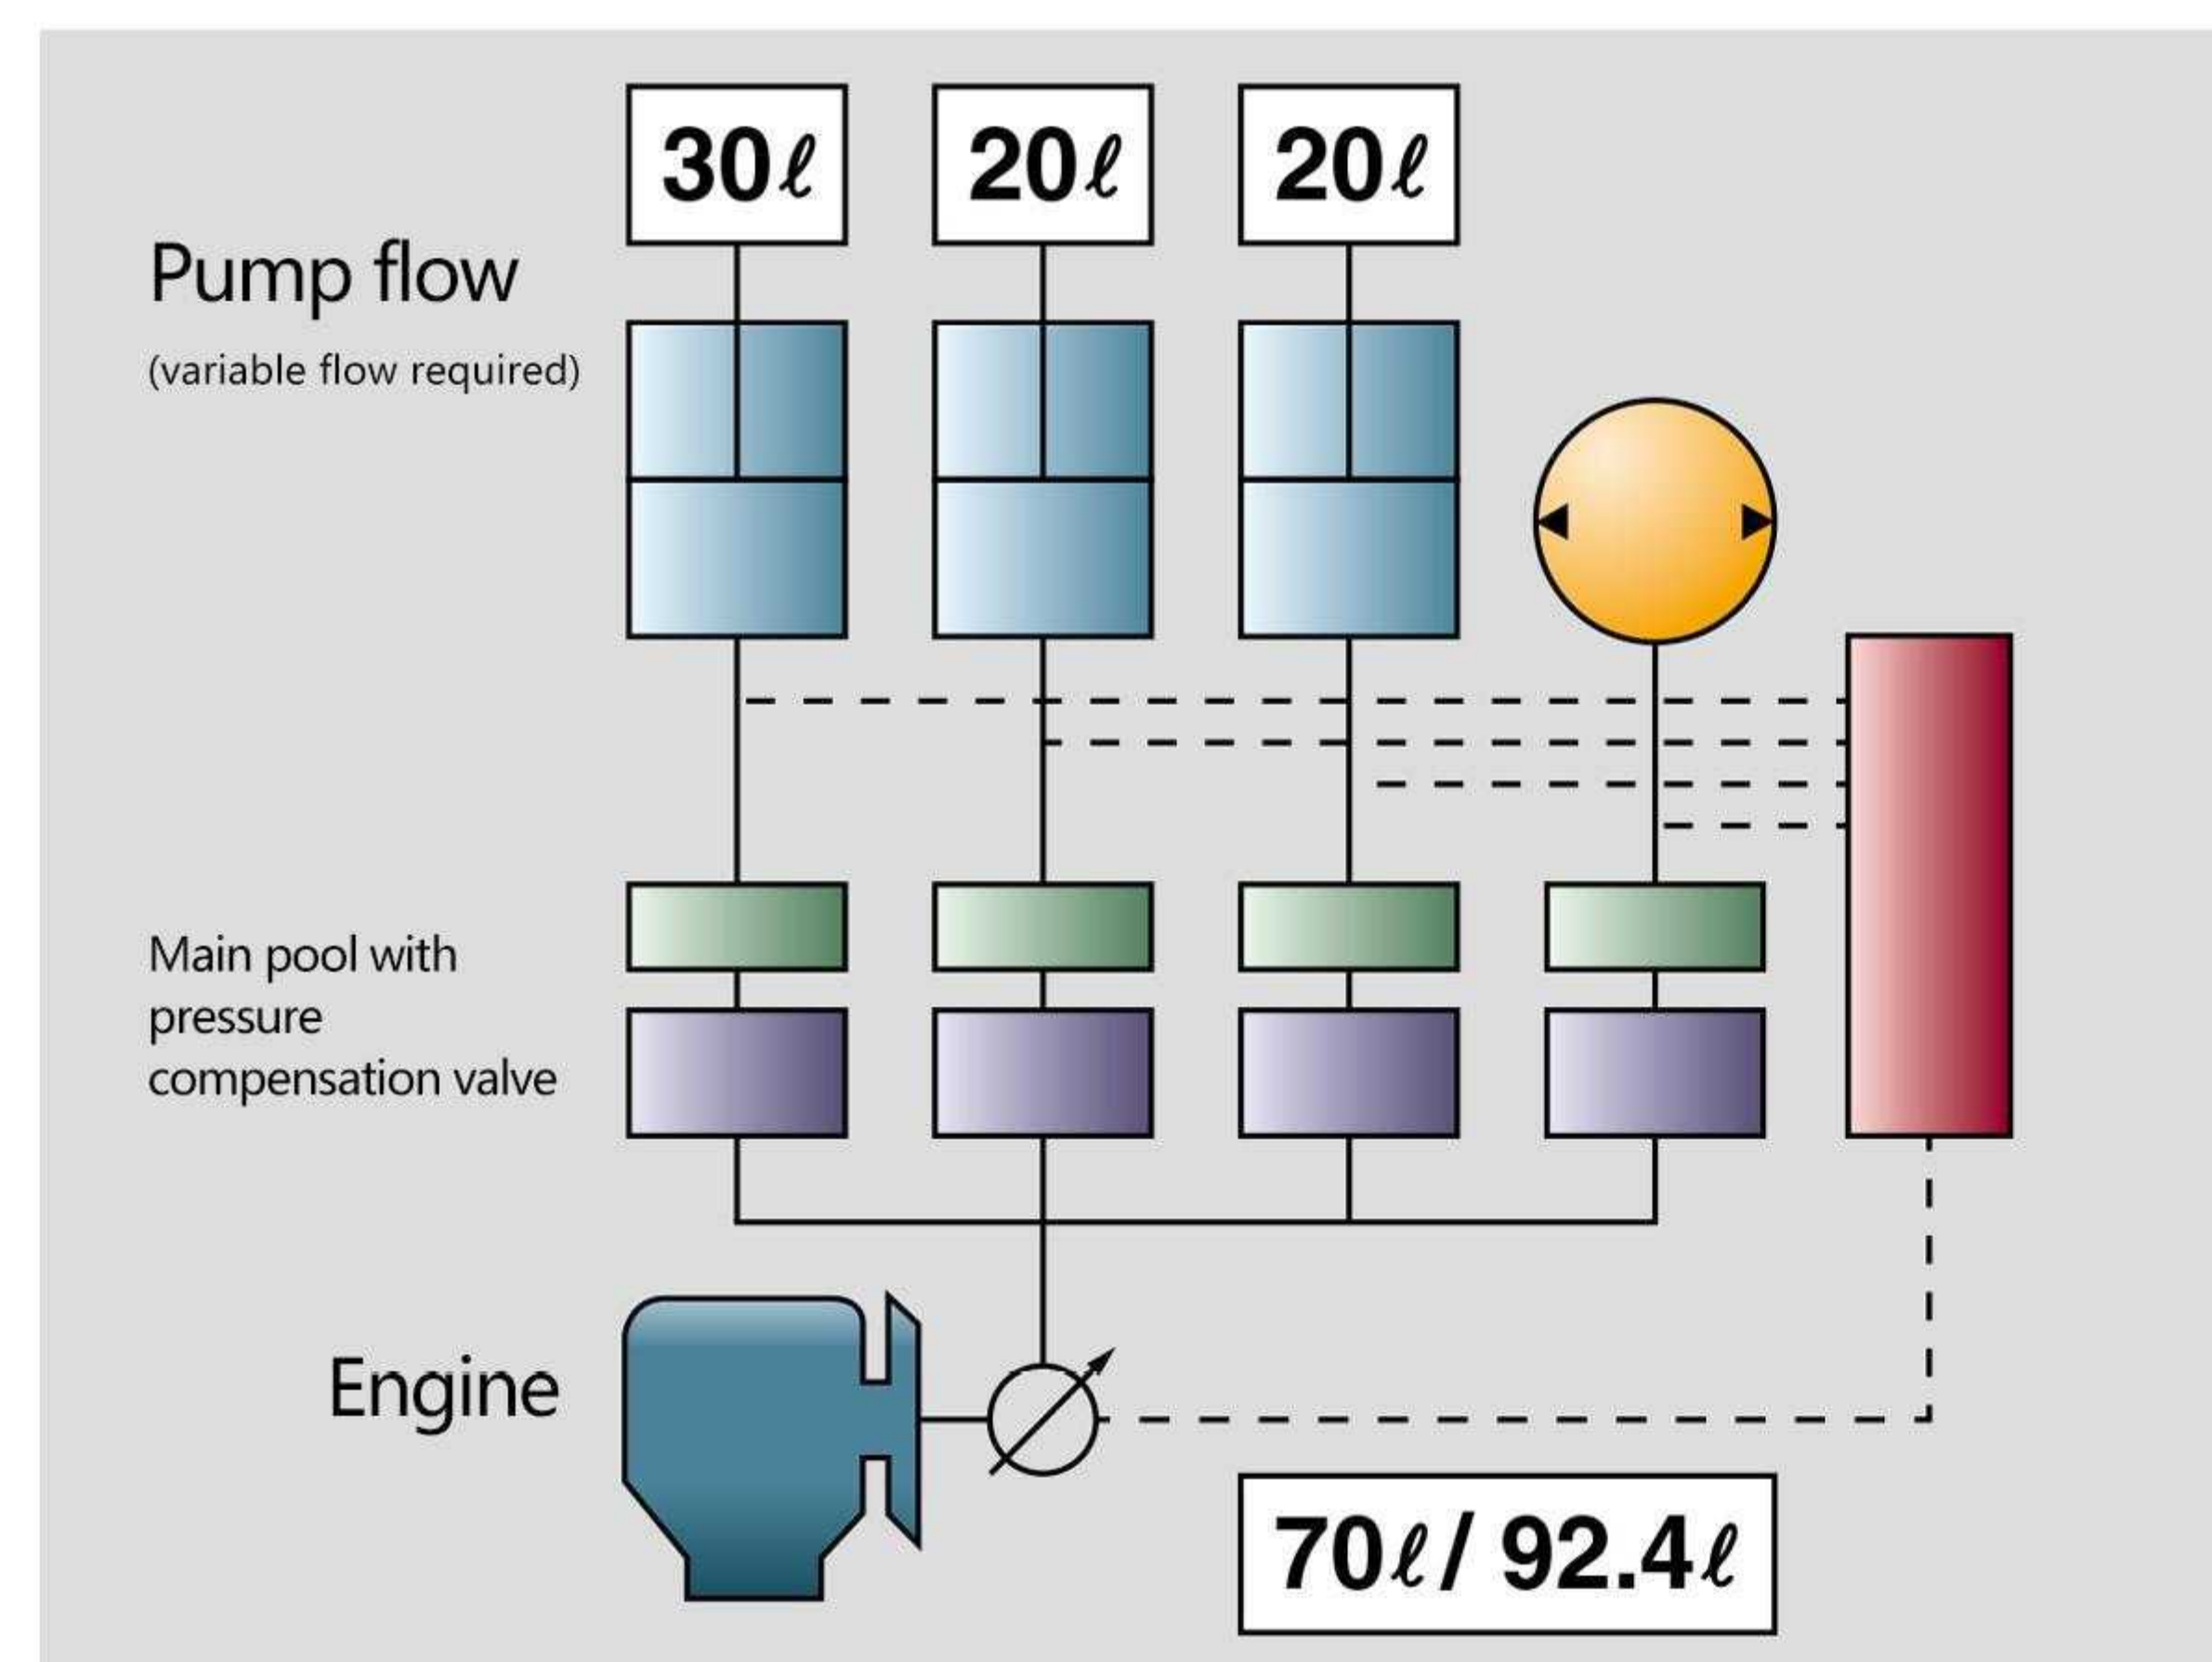 30ℓ 20ℓ 20ℓ
Pump flow
(variable flow required)
Main pool with
pressure
compensation valve
Engine
70ℓ/ 92.4ℓ